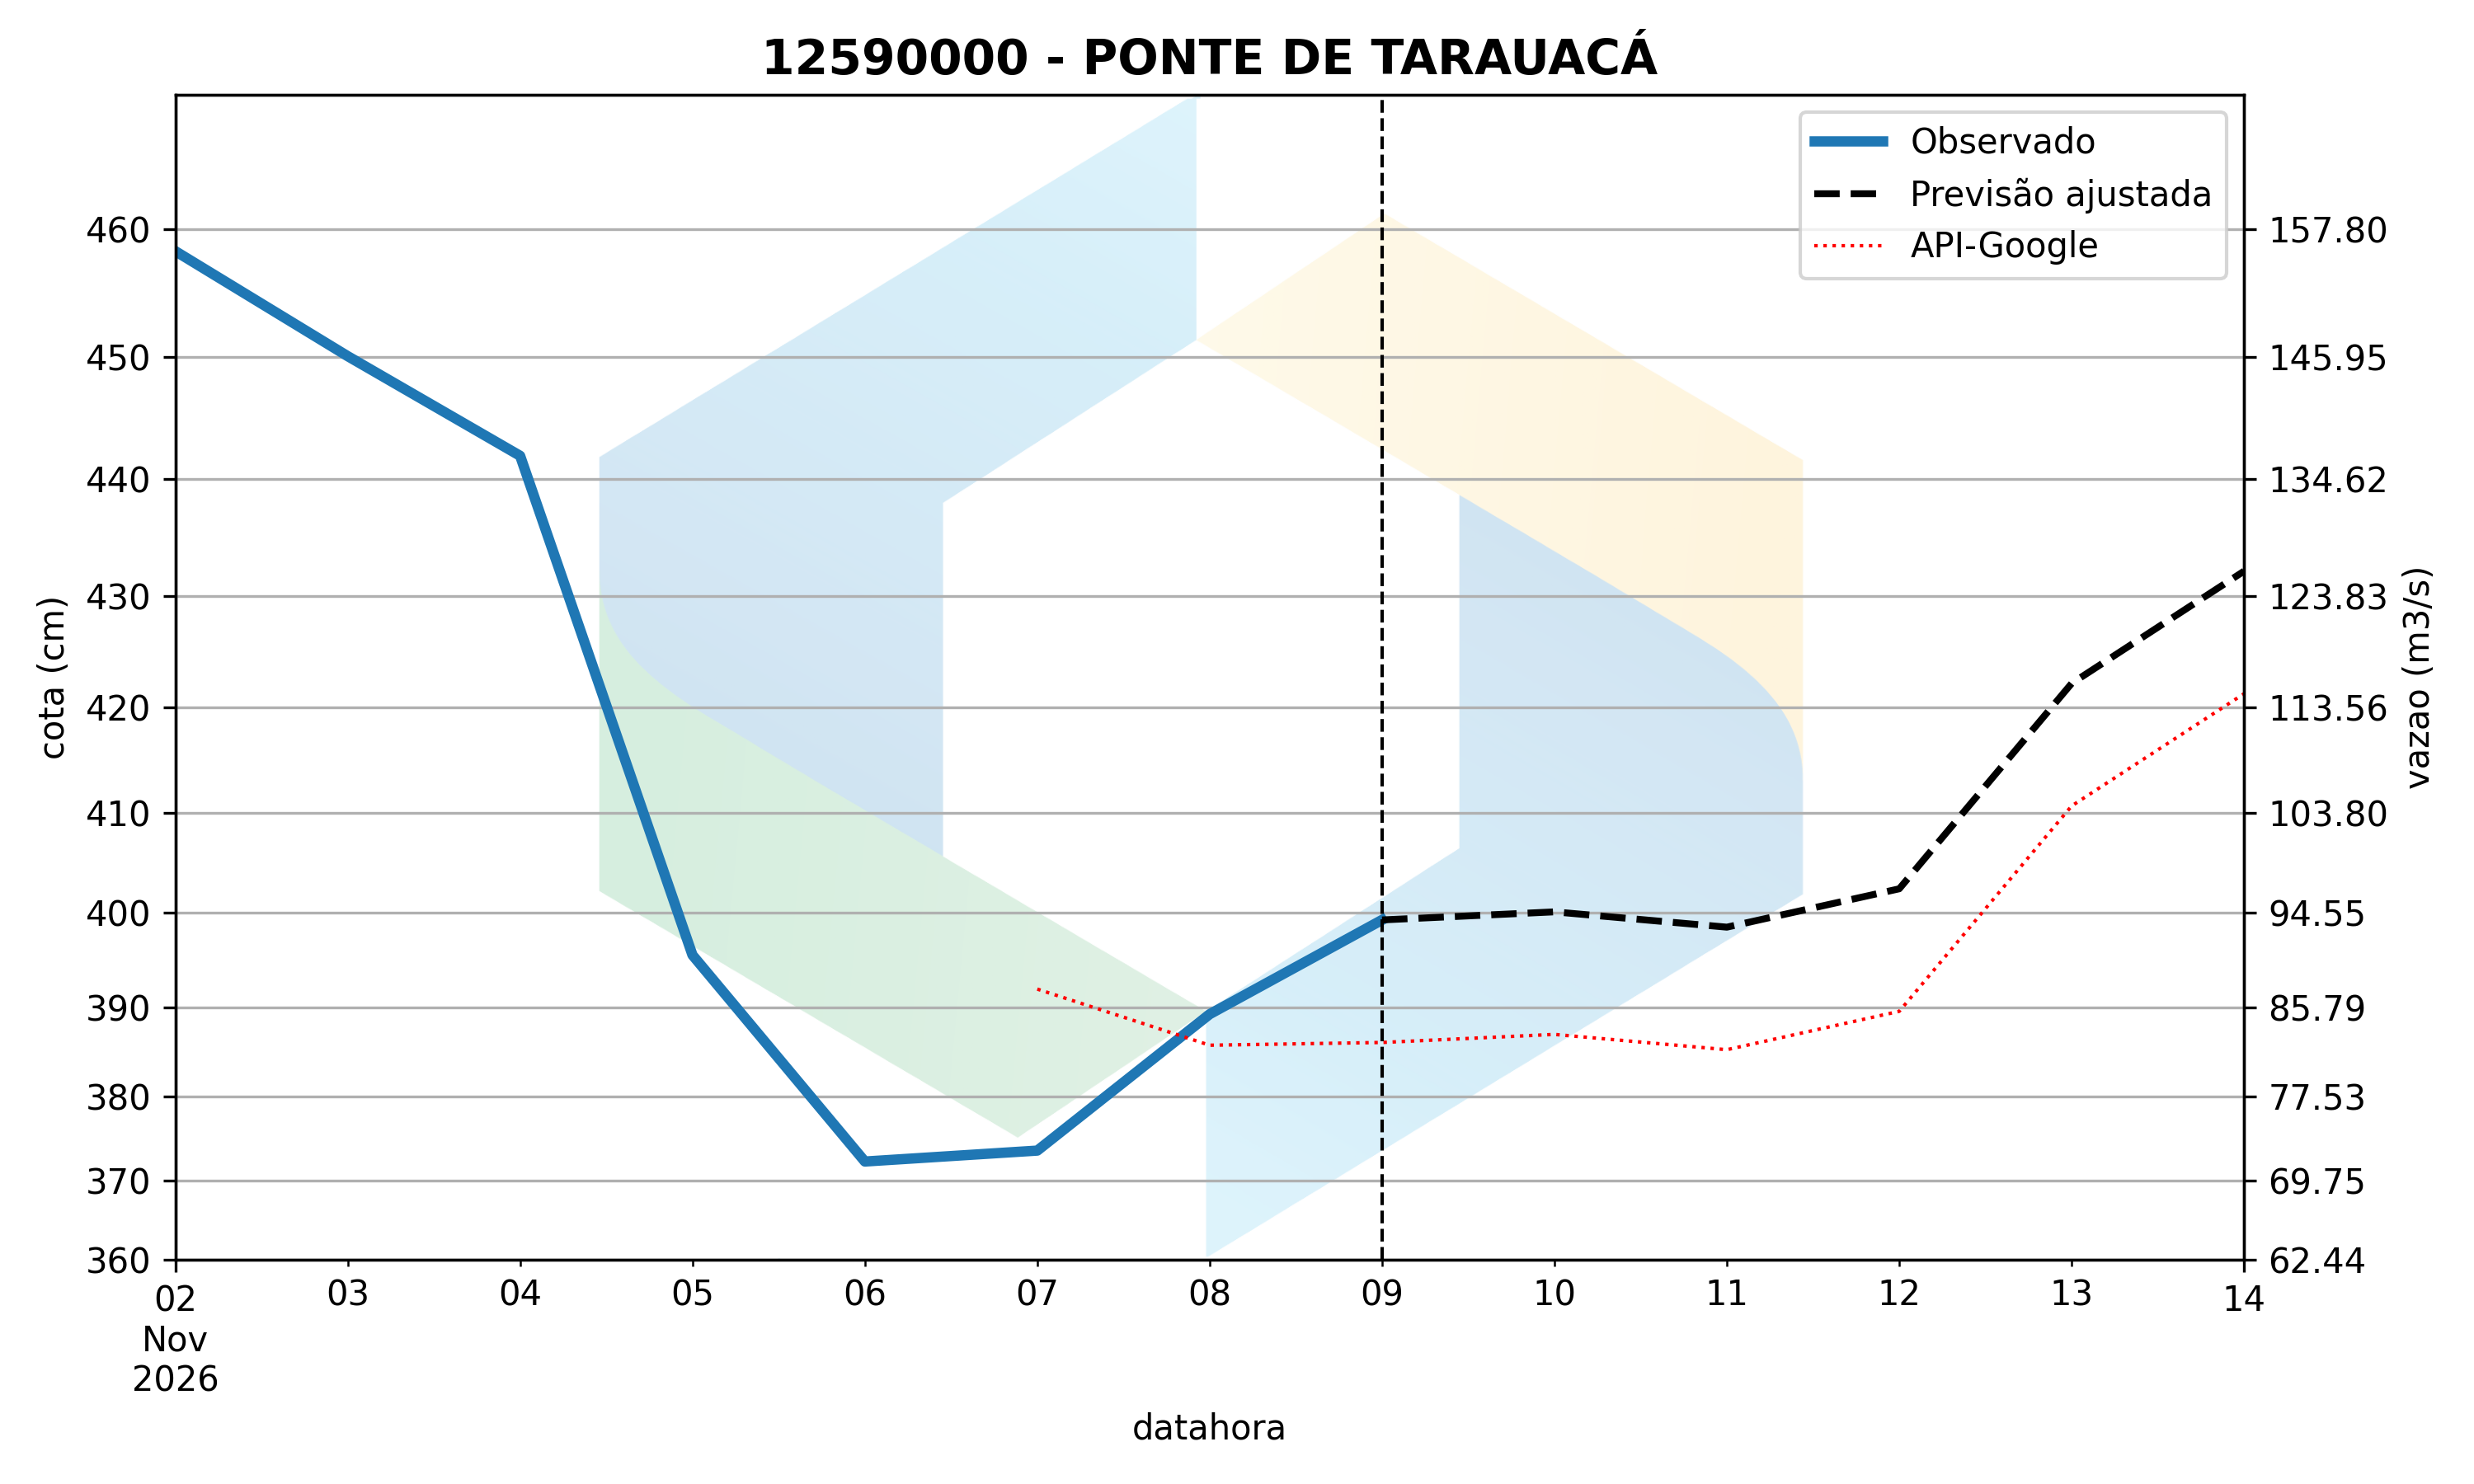 12590000 - PONTE DE TARAUACÁ
Observado
Previsão ajustada
API-Google
cota (cm)
460
450
440
430
420
410
400
390
380
370
360
157.80
145.95
134.62
123.83
113.56
103.80
94.55
85.79
77.53
69.75
62.44
vazao (m3/s)
02 03 04 05 06 07 08 09 10 11 12 13 14
Nov
2026
datahora